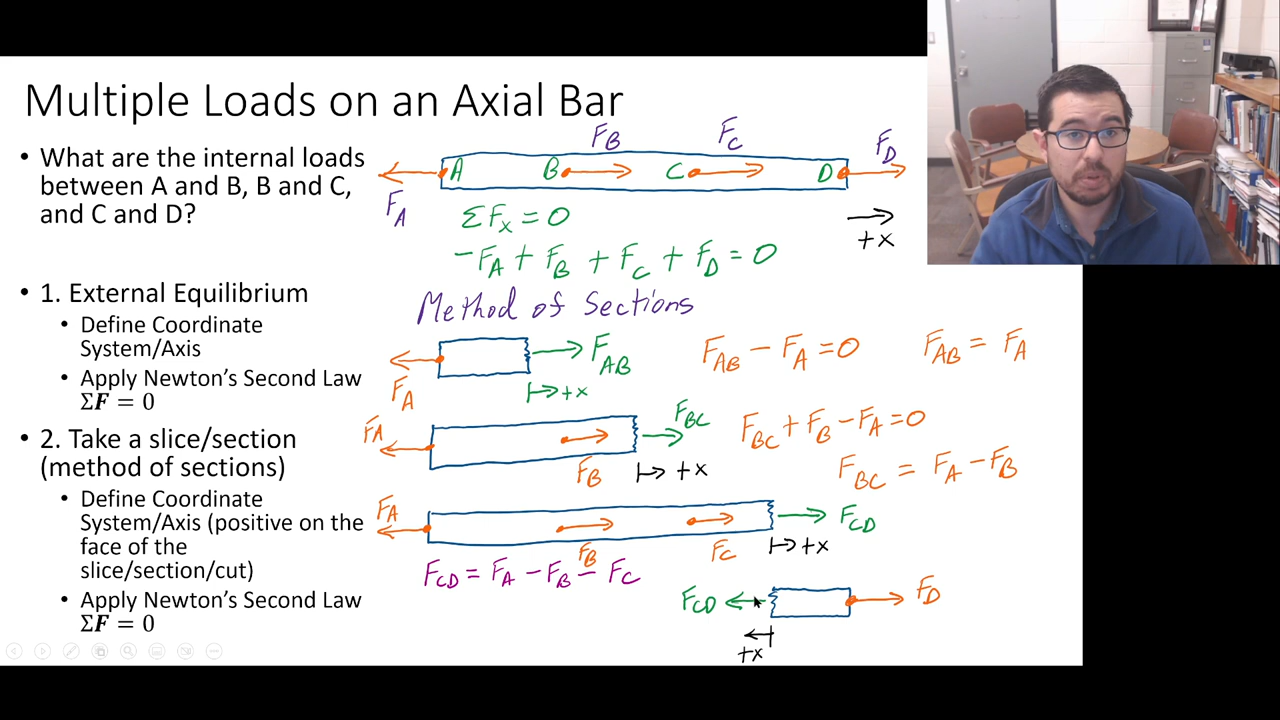 Multiple Loads on an Axial Bar
• What are the internal loads
between A and B, B and C,
and C and D?
• 1. External Equilibrium
• Define Coordinate
System/Axis
• Apply Newton's Second Law
Σ𝑭 = 0
• 2. Take a slice/section
(method of sections)
• Define Coordinate
System/Axis (positive on the
face of the
slice/section/cut)
• Apply Newton's Second Law
Σ𝑭 = 0
F_B F_C F_D
A B C D
F_A
+x
ΣF_x = 0
-F_A + F_B + F_C + F_D = 0
Method of Sections
F_A F_AB
+x
F_AB - F_A = 0 F_AB = F_A
F_A F_B F_BC
+x
F_BC + F_B - F_A = 0
F_BC = F_A - F_B
F_A F_B F_C F_CD
+x
F_CD = F_A - F_B - F_C
F_CD F_D
+x